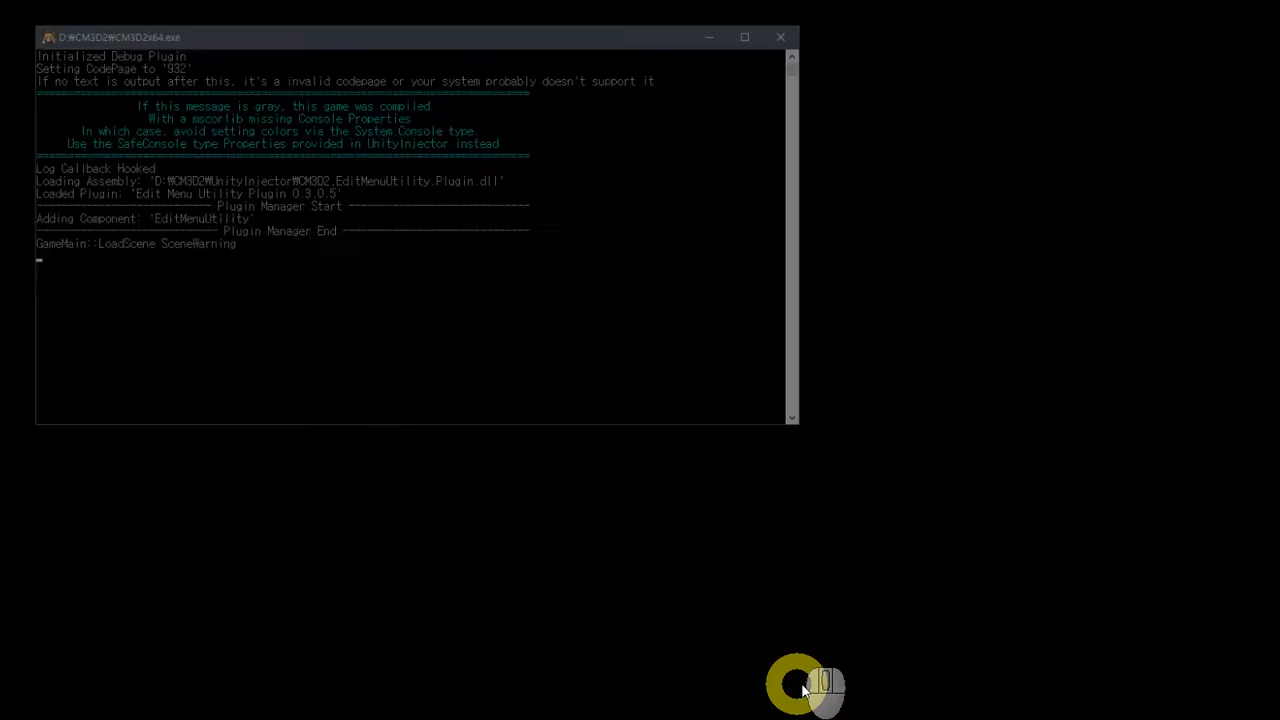 D:₩CM3D2₩CM3D2x64.exe
Initialized Debug Plugin
Setting CodePage to '932'
If no text is output after this, it's a invalid codepage or your system probably doesn't support it
If this message is gray, this game was compiled
With a mscorlib missing Console Properties
In which case, avoid setting colors via the System.Console type.
Use the SafeConsole type Properties provided in UnityInjector instead
Log Callback Hooked
Loading Assembly: 'D:₩CM3D2₩UnityInjector₩CM3D2.EditMenuUtility.Plugin.dll'
Loaded Plugin: 'Edit Menu Utility Plugin 0.3.0.5'
Plugin Manager Start
Adding Component: 'EditMenuUtility'
Plugin Manager End
GameMain::LoadScene SceneWarning